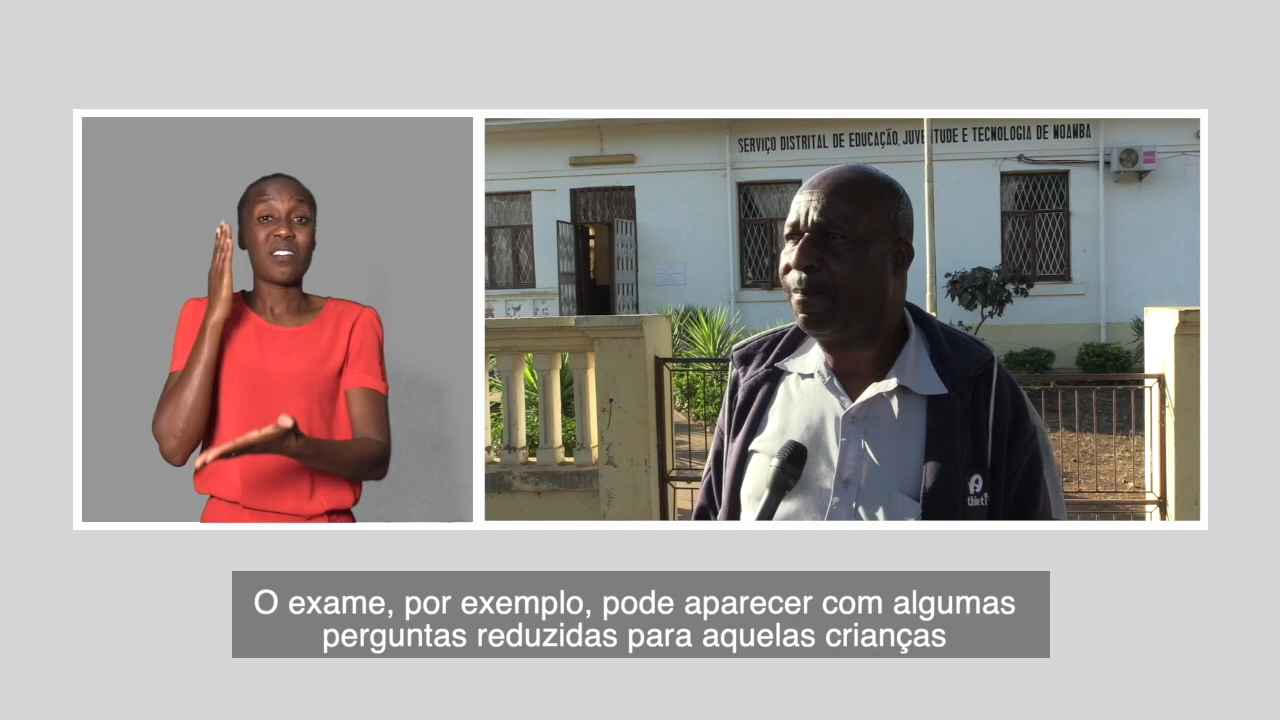 SERVIÇO DISTRITAL DE EDUCAÇÃO, JUVENTUDE E TECNOLOGIA DE MOAMBA
O exame, por exemplo, pode aparecer com algumas
perguntas reduzidas para aquelas crianças